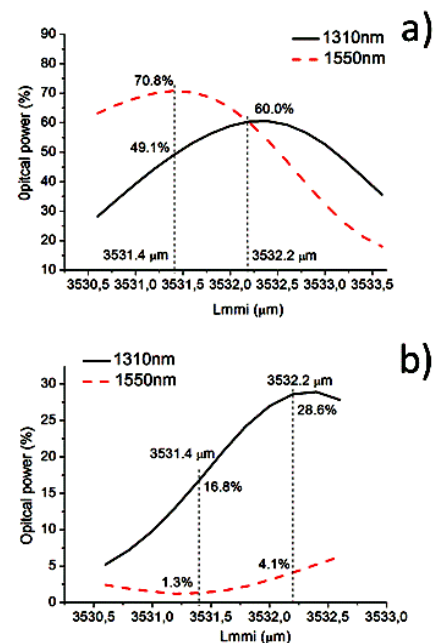 a)
1310nm
1550nm
90
80
70
60
50
40
30
20
10
0pitcal power (%)
70.8%
60.0%
49.1%
3531.4 µm
3532.2 µm
3530,5 3531,0 3531,5 3532,0 3532,5 3533,0 3533,5
Lmmi (µm)
b)
1310nm
1550nm
30
25
20
15
10
5
0
Opitcal power (%)
3532.2 µm
28.6%
3531.4 µm
16.8%
4.1%
1.3%
3530,5 3531,0 3531,5 3532,0 3532,5 3533,0
Lmmi (µm)